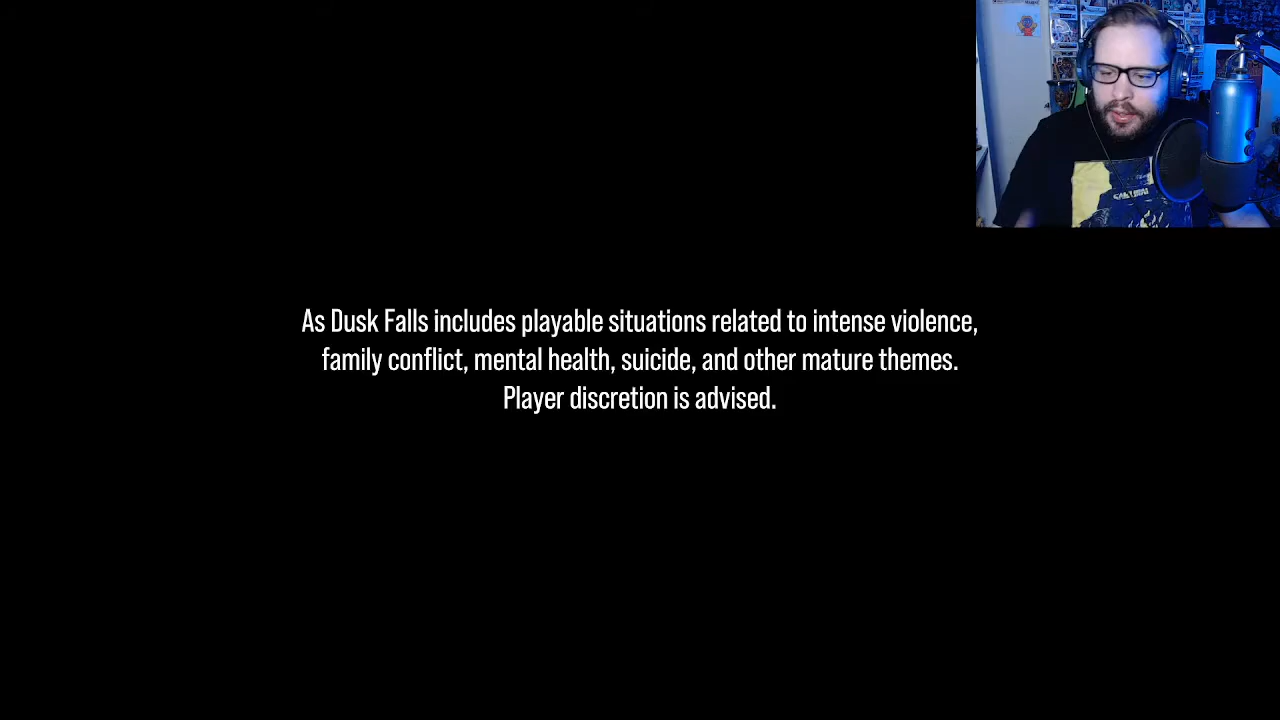 SAMURAI
As Dusk Falls includes playable situations related to intense violence,
family conflict, mental health, suicide, and other mature themes.
Player discretion is advised.